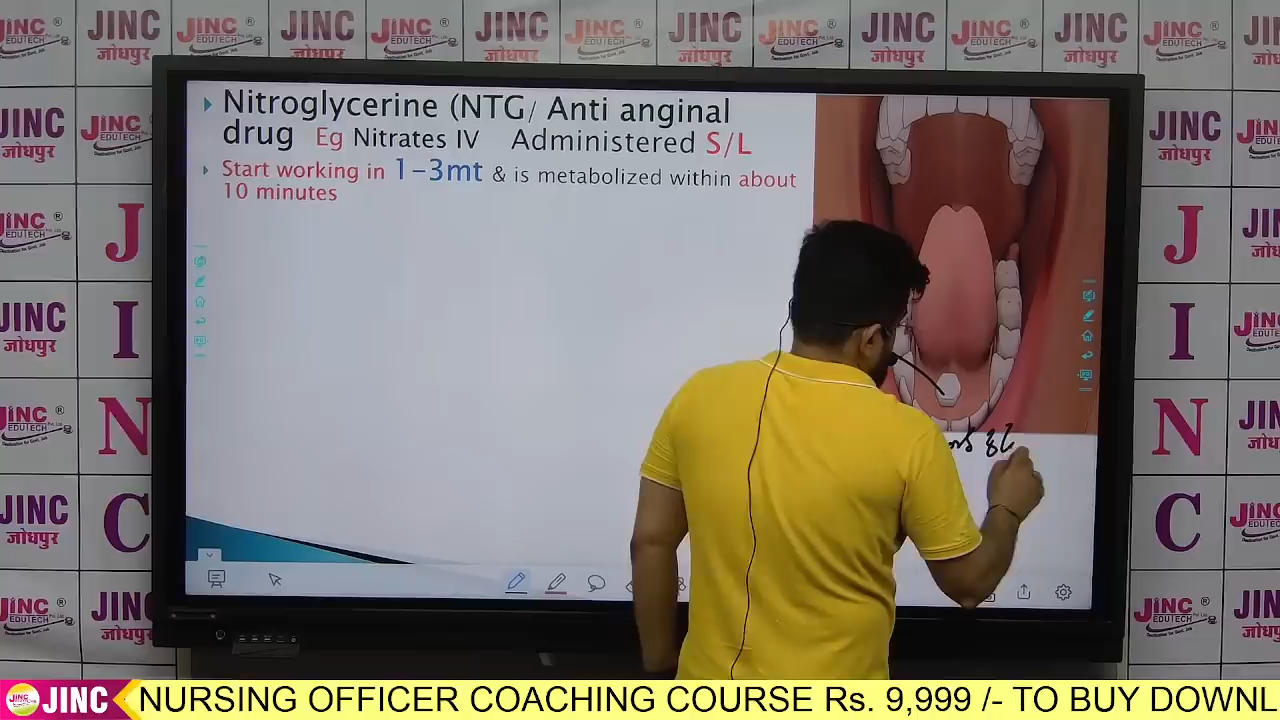 Nitroglycerine (NTG/ Anti anginal
drug Eg Nitrates IV Administered S/L
Start working in 1-3mt & is metabolized within about
10 minutes
JINC
EDUTECH
जोधपुर
J
I
N
C
J
I
N
C
JINC
NURSING OFFICER COACHING COURSE Rs. 9,999 /- TO BUY DOWNL